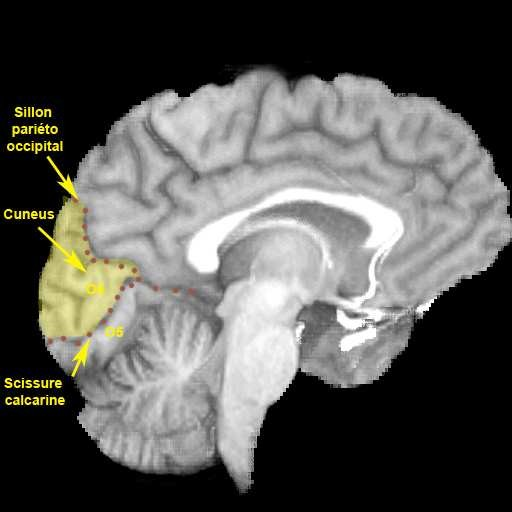 Sillon
pariéto
occipital
Cuneus
O6
O5
Scissure
calcarine